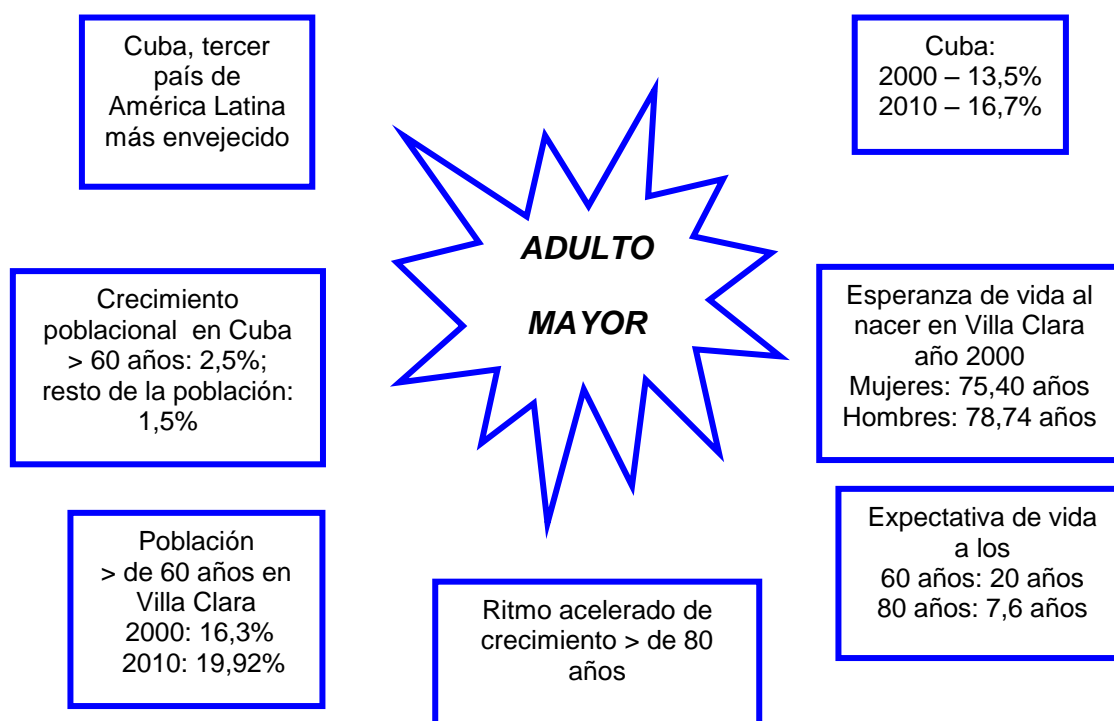 Cuba, tercer
país de
América Latina
más envejecido
Cuba:
2000 – 13,5%
2010 – 16,7%
ADULTO
MAYOR
Crecimiento
poblacional en Cuba
> 60 años: 2,5%;
resto de la población:
1,5%
Esperanza de vida al
nacer en Villa Clara
año 2000
Mujeres: 75,40 años
Hombres: 78,74 años
Población
> de 60 años en
Villa Clara
2000: 16,3%
2010: 19,92%
Ritmo acelerado de
crecimiento > de 80
años
Expectativa de vida
a los
60 años: 20 años
80 años: 7,6 años